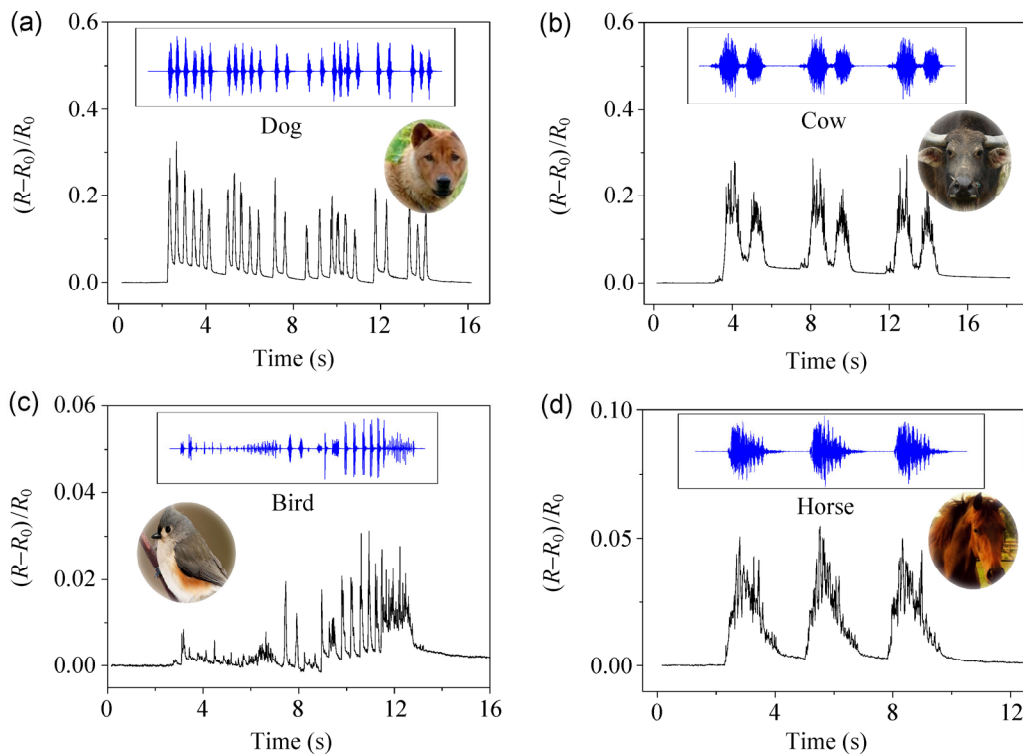 (a)
0.6
0.4
0.2
0.0
(R–R0)/R0
Dog
0
4
8
12
16
Time (s)
(b)
0.6
0.4
0.2
0.0
(R–R0)/R0
Cow
0
4
8
12
16
Time (s)
(c)
0.06
0.04
0.02
0.00
(R–R0)/R0
Bird
0
4
8
12
16
Time (s)
(d)
0.10
0.05
0.00
(R–R0)/R0
Horse
0
4
8
12
Time (s)